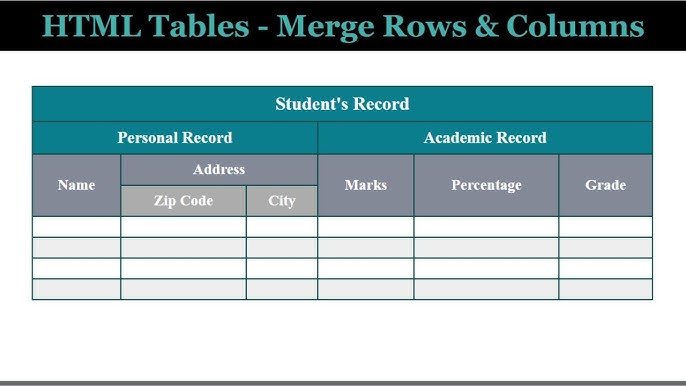 HTML Tables - Merge Rows & Columns
Student's Record
Personal Record Academic Record
Address
Name Marks Percentage Grade
Zip Code City